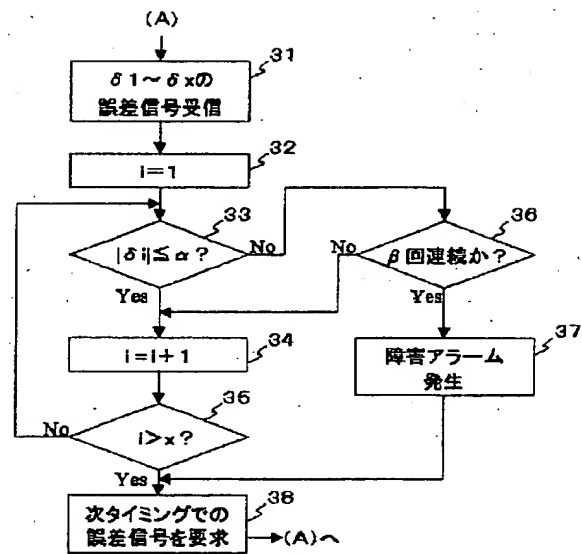 (A)
31
δ1～δxの
誤差信号受信
32
i=1
33
|δi|≦α？
No
Yes
36
β回連続か？
No
Yes
34
i=i+1
37
障害アラーム
発生
35
i>x？
No
Yes
38
次タイミングでの
誤差信号を要求
(A)へ